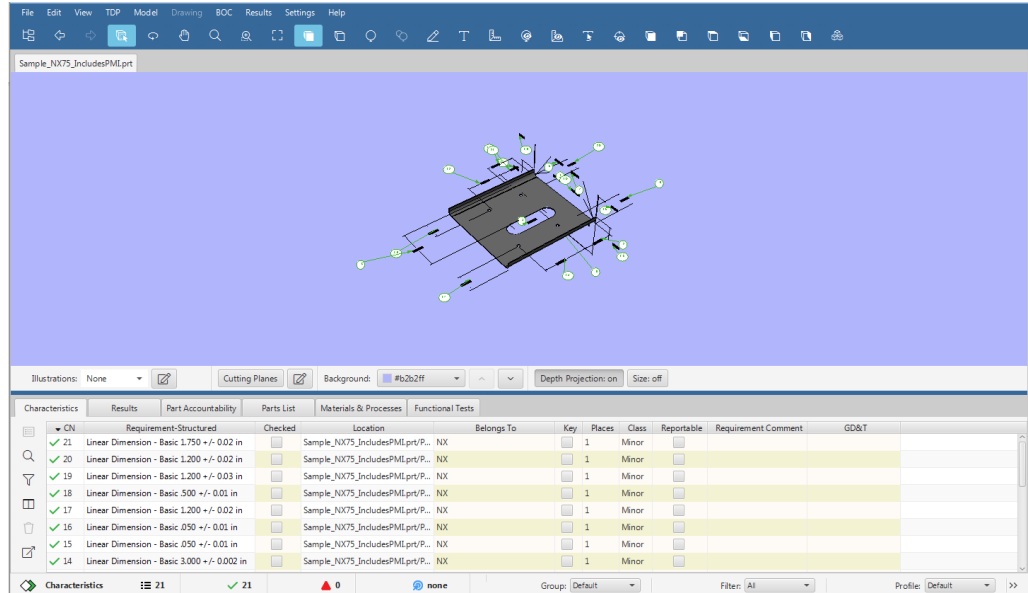 File Edit View TDP Model Drawing BOC Results Settings Help
Sample_NX75_IncludesPMI.prt
Illustrations: None Cutting Planes Background: #b2b2ff Depth Projection: on Size: off
Characteristics Results Part Accountability Parts List Materials & Processes Functional Tests
CN Requirement-Structured Checked Location Belongs To Key Places Class Minor Reportable Requirement Comment GD&T
21 Linear Dimension - Basic 1.750 +/- 0.02 in Sample_NX75_IncludesPMI.prt/P... NX 1 Minor
20 Linear Dimension - Basic 1.200 +/- 0.02 in Sample_NX75_IncludesPMI.prt/P... NX 1 Minor
19 Linear Dimension - Basic 1.200 +/- 0.03 in Sample_NX75_IncludesPMI.prt/P... NX 1 Minor
18 Linear Dimension - Basic .500 +/- 0.01 in Sample_NX75_IncludesPMI.prt/P... NX 1 Minor
17 Linear Dimension - Basic 1.200 +/- 0.02 in Sample_NX75_IncludesPMI.prt/P... NX 1 Minor
16 Linear Dimension - Basic .050 +/- 0.01 in Sample_NX75_IncludesPMI.prt/P... NX 1 Minor
15 Linear Dimension - Basic .050 +/- 0.01 in Sample_NX75_IncludesPMI.prt/P... NX 1 Minor
14 Linear Dimension - Basic 3.000 +/- 0.002 in Sample_NX75_IncludesPMI.prt/P... NX 1 Minor
Characteristics 21 21 0 none Group: Default Filter: All Profile: Default >>